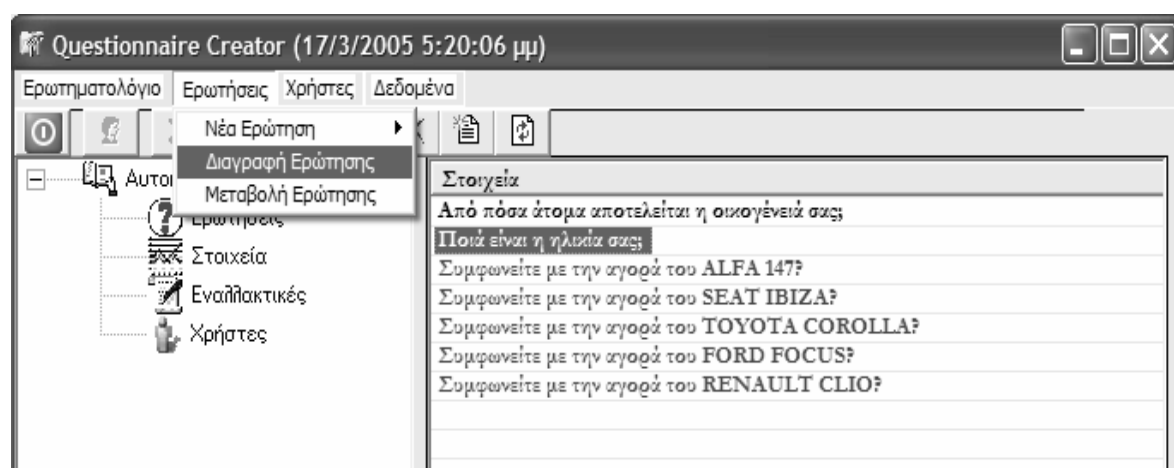 Questionnaire Creator (17/3/2005 5:20:06 μμ)
Ερωτηματολόγιο Ερωτήσεις Χρήστες Δεδομένα
Νέα Ερώτηση
Διαγραφή Ερώτησης
Μεταβολή Ερώτησης
Ερωτήσεις
Στοιχεία
Εναλλακτικές
Χρήστες
Στοιχεία
Από πόσα άτομα αποτελείται η οικογένειά σας;
Ποιά είναι η ηλικία σας;
Συμφωνείτε με την αγορά του ALFA 147?
Συμφωνείτε με την αγορά του SEAT IBIZA?
Συμφωνείτε με την αγορά του TOYOTA COROLLA?
Συμφωνείτε με την αγορά του FORD FOCUS?
Συμφωνείτε με την αγορά του RENAULT CLIO?